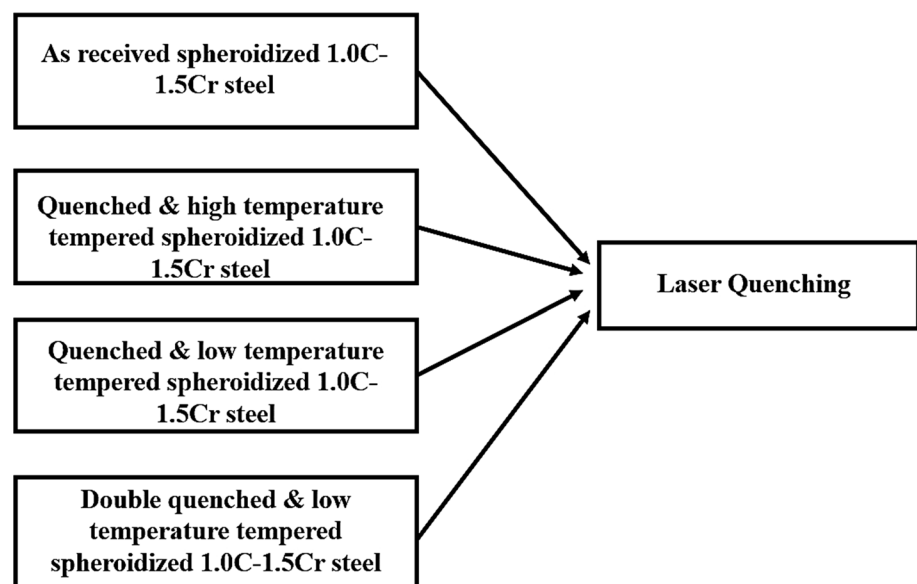 As received spheroidized 1.0C-
1.5Cr steel
Quenched & high temperature
tempered spheroidized 1.0C-
1.5Cr steel
Quenched & low temperature
tempered spheroidized 1.0C-
1.5Cr steel
Double quenched & low
temperature tempered
spheroidized 1.0C-1.5Cr steel
Laser Quenching